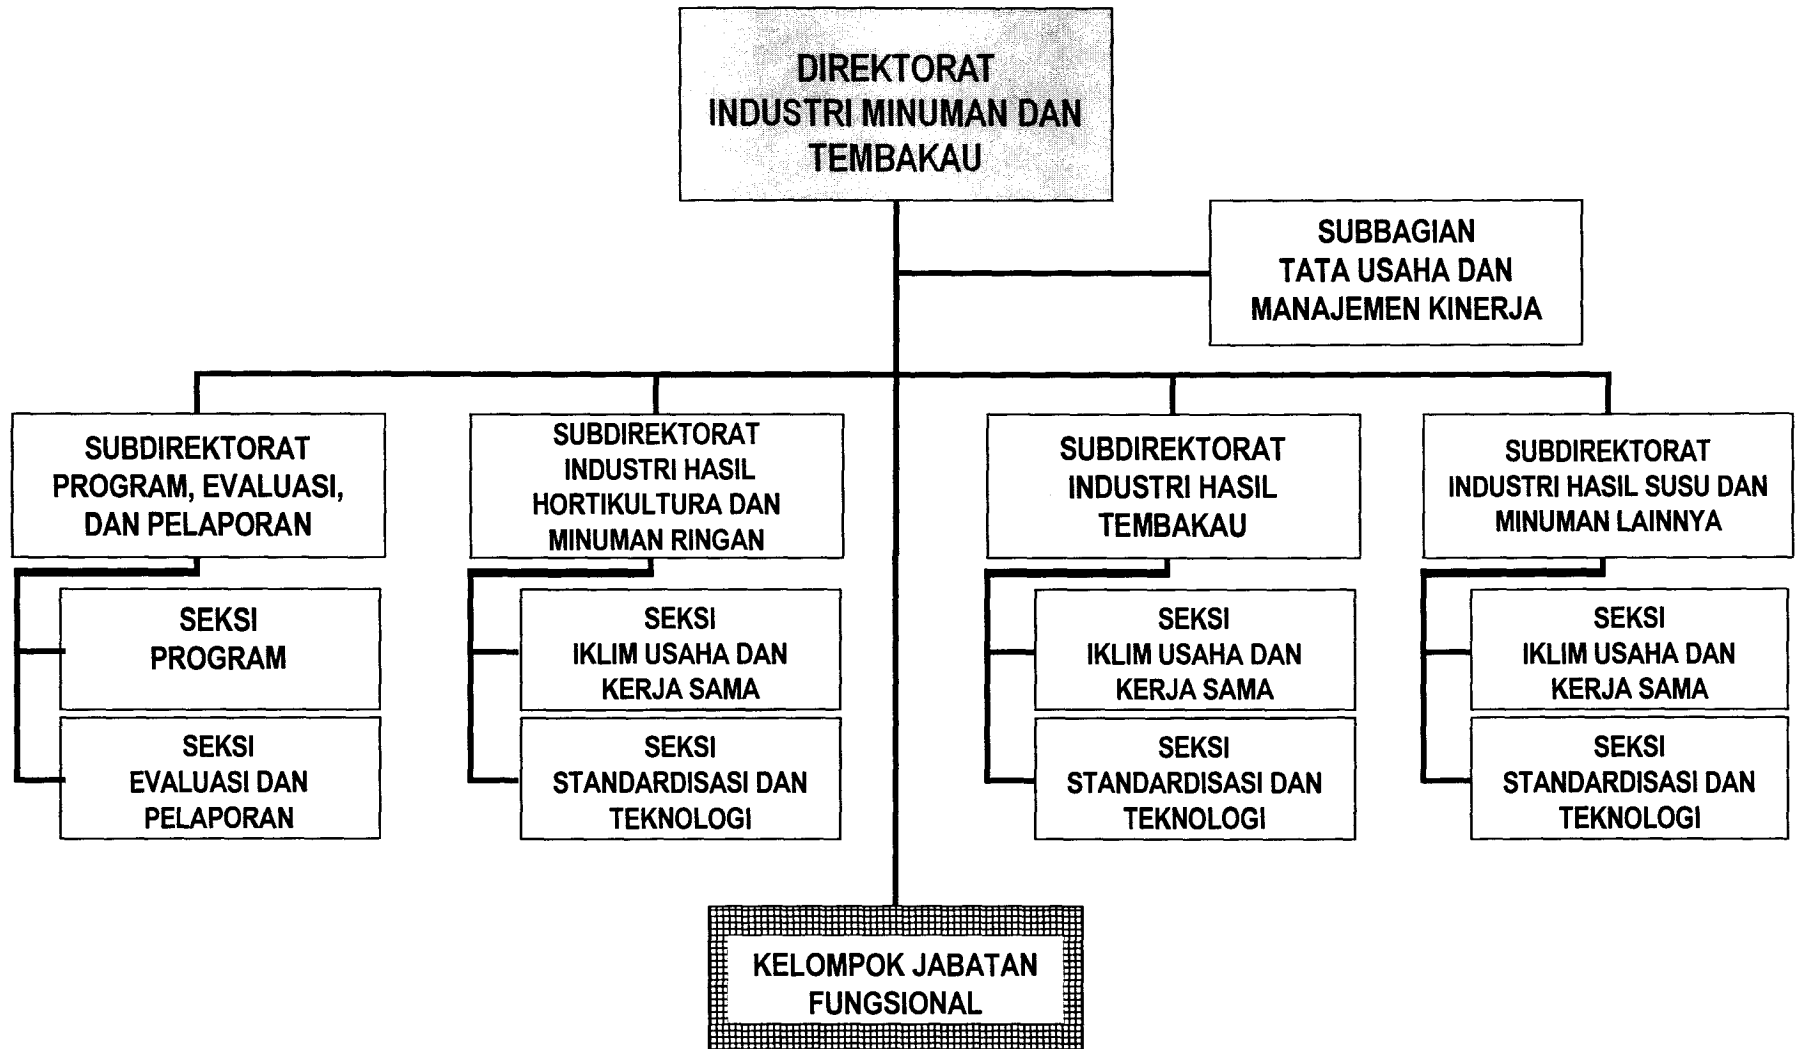 DIREKTORAT
INDUSTRI MINUMAN DAN
TEMBAKAU
SUBBAGIAN
TATA USAHA DAN
MANAJEMEN KINERJA
SUBDIREKTORAT
PROGRAM, EVALUASI,
DAN PELAPORAN
SUBDIREKTORAT
INDUSTRI HASIL
HORTIKULTURA DAN
MINUMAN RINGAN
SUBDIREKTORAT
INDUSTRI HASIL
TEMBAKAU
SUBDIREKTORAT
INDUSTRI HASIL SUSU DAN
MINUMAN LAINNYA
SEKSI
PROGRAM
SEKSI
IKLIM USAHA DAN
KERJA SAMA
SEKSI
IKLIM USAHA DAN
KERJA SAMA
SEKSI
IKLIM USAHA DAN
KERJA SAMA
SEKSI
EVALUASI DAN
PELAPORAN
SEKSI
STANDARDISASI DAN
TEKNOLOGI
SEKSI
STANDARDISASI DAN
TEKNOLOGI
SEKSI
STANDARDISASI DAN
TEKNOLOGI
KELOMPOK JABATAN
FUNGSIONAL